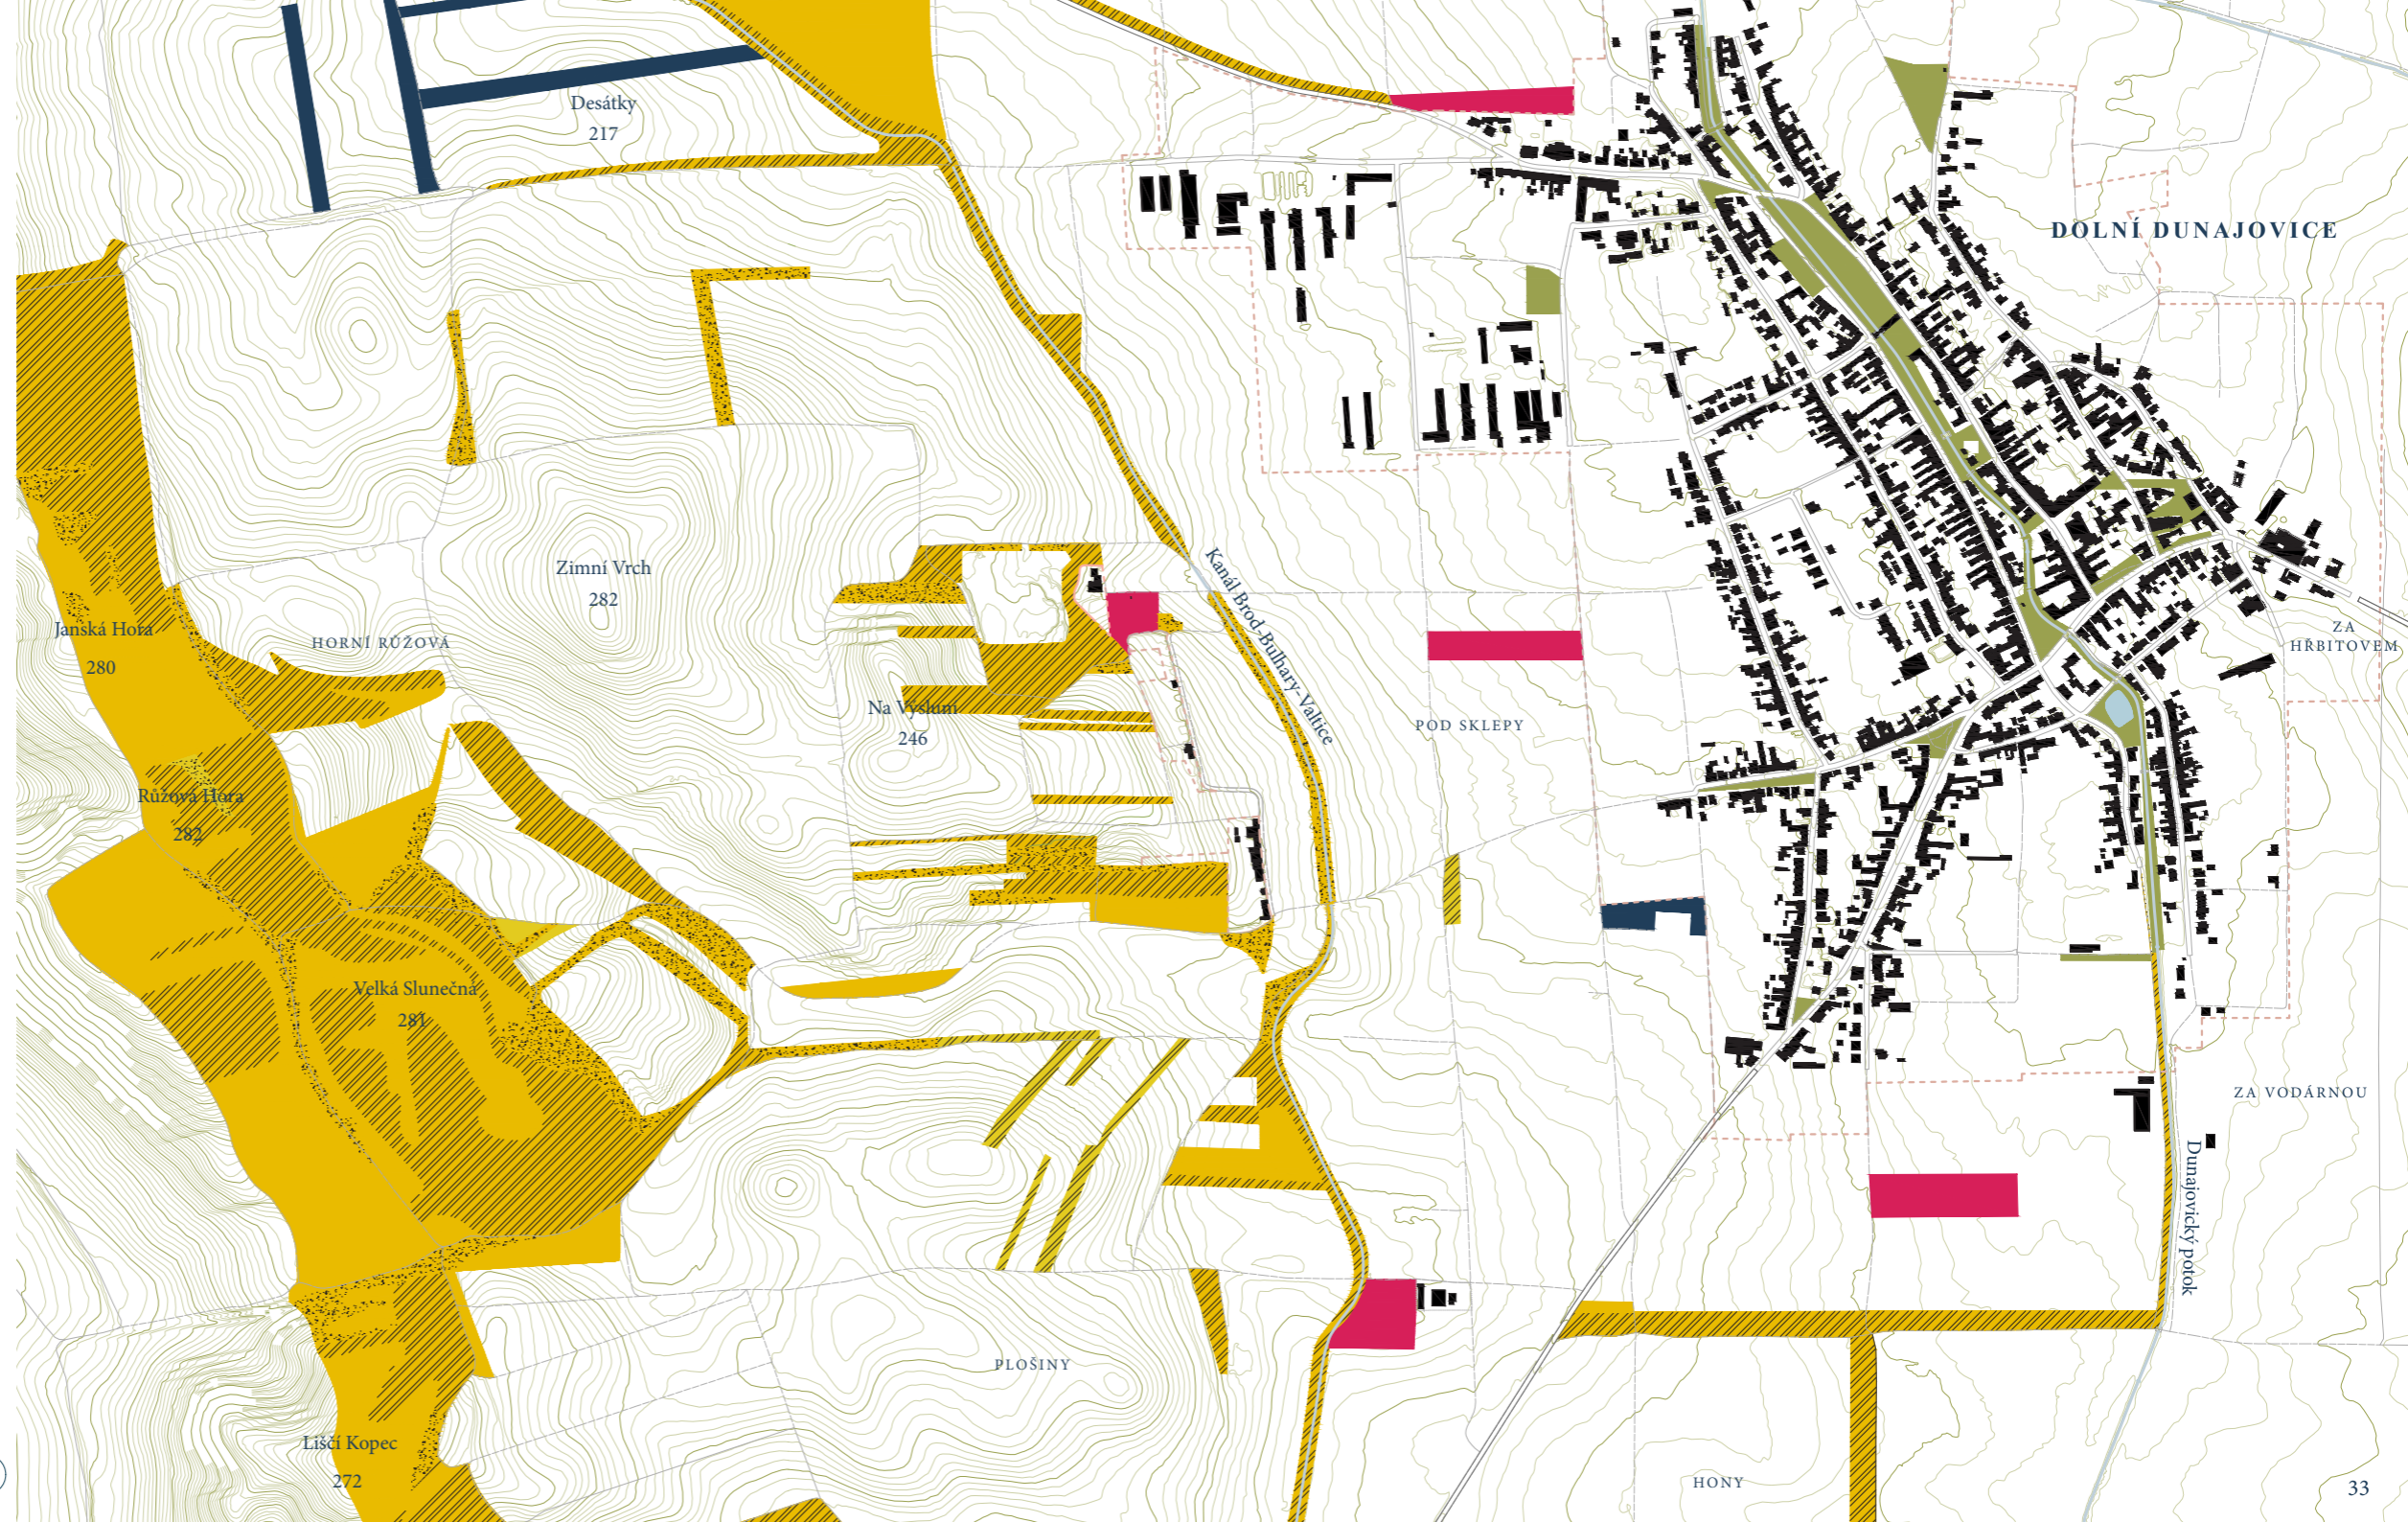 Desátky
217
DOLNÍ DUNAJOVICE
Zimní Vrch
282
Kanál Brod-Bulhary-Valtice
Janská Hora
280
HORNÍ RŮŽOVÁ
ZA
HŘBITOVEM
Na Výsluní
246
POD SKLEPY
Růžová Hora
282
Velká Slunečná
281
ZA VODÁRNOU
Dunajovický potok
PLOŠINY
Liščí Kopec
272
HONY
33